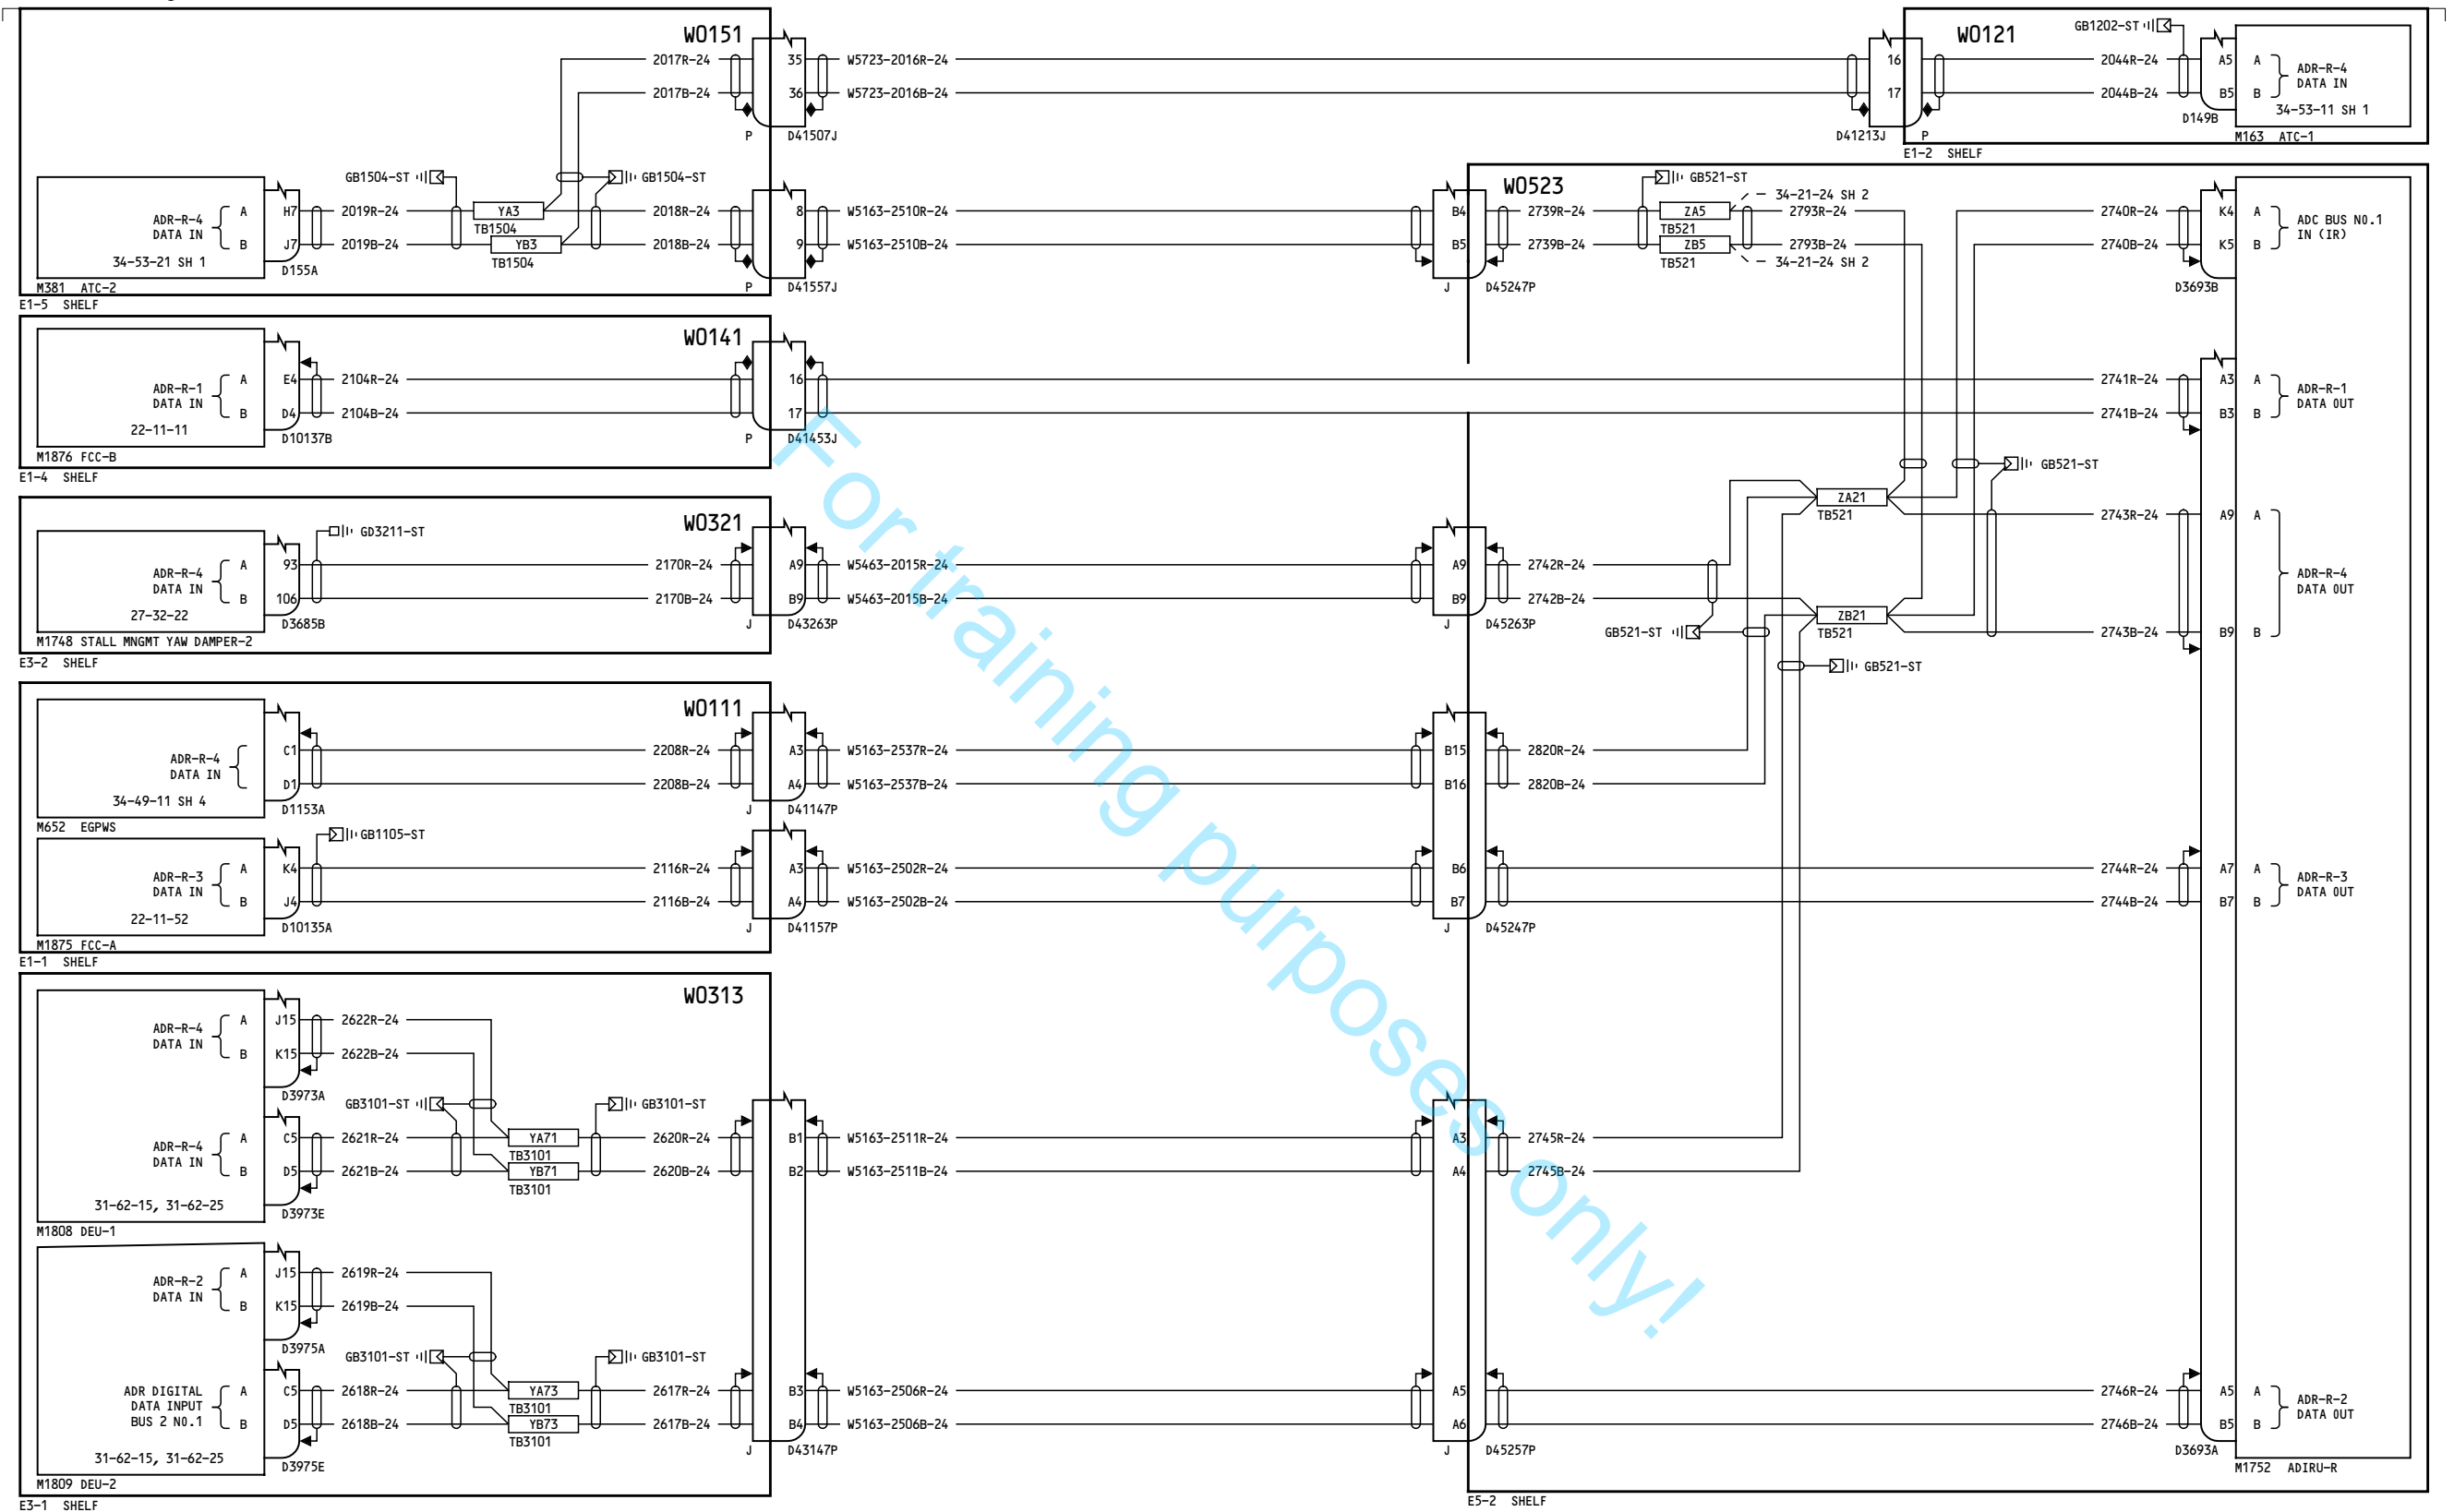 W0151
2017R-24
35
W5723-2016R-24
2017B-24
36
W5723-2016B-24
P
D41507J
16
W0121
GB1202-ST
2044R-24
A5
A
ADR-R-4
DATA IN
17
2044B-24
B5
B
34-53-11 SH 1
D149B
D41213J
P
M163 ATC-1
E1-2 SHELF
GB1504-ST
GB1504-ST
ADR-R-4
DATA IN
A
H7
2019R-24
YA3
TB1504
2018R-24
8
W5163-2510R-24
B
J7
2019B-24
YB3
TB1504
2018B-24
9
W5163-2510B-24
34-53-21 SH 1
D155A
P
D41557J
M381 ATC-2
E1-5 SHELF
W0523
GB521-ST
B4
2739R-24
ZA5
TB521
34-21-24 SH 2
2793R-24
B5
2739B-24
ZB5
TB521
2793B-24
34-21-24 SH 2
J
D45247P
2740R-24
K4
A
ADC BUS NO.1
IN (IR)
2740B-24
K5
B
D3693B
W0141
ADR-R-1
DATA IN
A
E4
2104R-24
16
B
D4
2104B-24
17
22-11-11
D10137B
P
D41453J
M1876 FCC-B
E1-4 SHELF
2741R-24
A3
A
ADR-R-1
DATA OUT
2741B-24
B3
B
GB521-ST
W0321
GD3211-ST
ADR-R-4
DATA IN
A
93
2170R-24
A9
W5463-2015R-24
A9
2742R-24
B
106
2170B-24
B9
W5463-2015B-24
B9
2742B-24
27-32-22
D3685B
J
D43263P
J
D45263P
M1748 STALL MNGMT YAW DAMPER-2
E3-2 SHELF
ZA21
TB521
2743R-24
A9
A
ADR-R-4
DATA OUT
ZB21
TB521
GB521-ST
2743B-24
B9
B
GB521-ST
W0111
ADR-R-4
DATA IN
C1
2208R-24
A3
W5163-2537R-24
B15
2820R-24
D1
2208B-24
A4
W5163-2537B-24
B16
2820B-24
34-49-11 SH 4
D1153A
J
D41147P
M652 EGPWS
GB1105-ST
ADR-R-3
DATA IN
A
K4
2116R-24
A3
W5163-2502R-24
B6
2744R-24
A7
A
ADR-R-3
DATA OUT
B
J4
2116B-24
A4
W5163-2502B-24
B7
2744B-24
B7
B
22-11-52
D10135A
J
D41157P
J
D45247P
M1875 FCC-A
E1-1 SHELF
W0313
ADR-R-4
DATA IN
A
J15
2622R-24
B
K15
2622B-24
D3973A
GB3101-ST
GB3101-ST
ADR-R-4
DATA IN
A
C5
2621R-24
YA71
TB3101
2620R-24
B1
W5163-2511R-24
A3
2745R-24
B
D5
2621B-24
YB71
TB3101
2620B-24
B2
W5163-2511B-24
A4
2745B-24
31-62-15, 31-62-25
D3973E
M1808 DEU-1
ADR-R-2
DATA IN
A
J15
2619R-24
B
K15
2619B-24
D3975A
GB3101-ST
GB3101-ST
ADR DIGITAL
DATA INPUT
BUS 2 NO.1
A
C5
2618R-24
YA73
TB3101
2617R-24
B3
W5163-2506R-24
A5
2746R-24
A5
A
ADR-R-2
DATA OUT
B
D5
2618B-24
YB73
TB3101
2617B-24
B4
W5163-2506B-24
A6
2746B-24
B5
B
31-62-15, 31-62-25
D3975E
J
D43147P
J
D45257P
D3693A
M1809 DEU-2
M1752 ADIRU-R
E3-1 SHELF
E5-2 SHELF
For training purposes only!